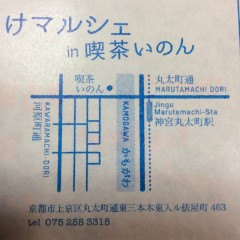 けマルシェ
in 喫茶いのん
喫茶
いのん
丸太町通
MARUTAMACHI-DORI
河原町通
KAWARAMACHI-DORI
KAMOGAWA
かもがわ
Jingu
Marutamachi-Sta
神宮丸太町駅
京都市上京区丸太町通東三本木東入ル俵屋町 463
tel 075 255 3315